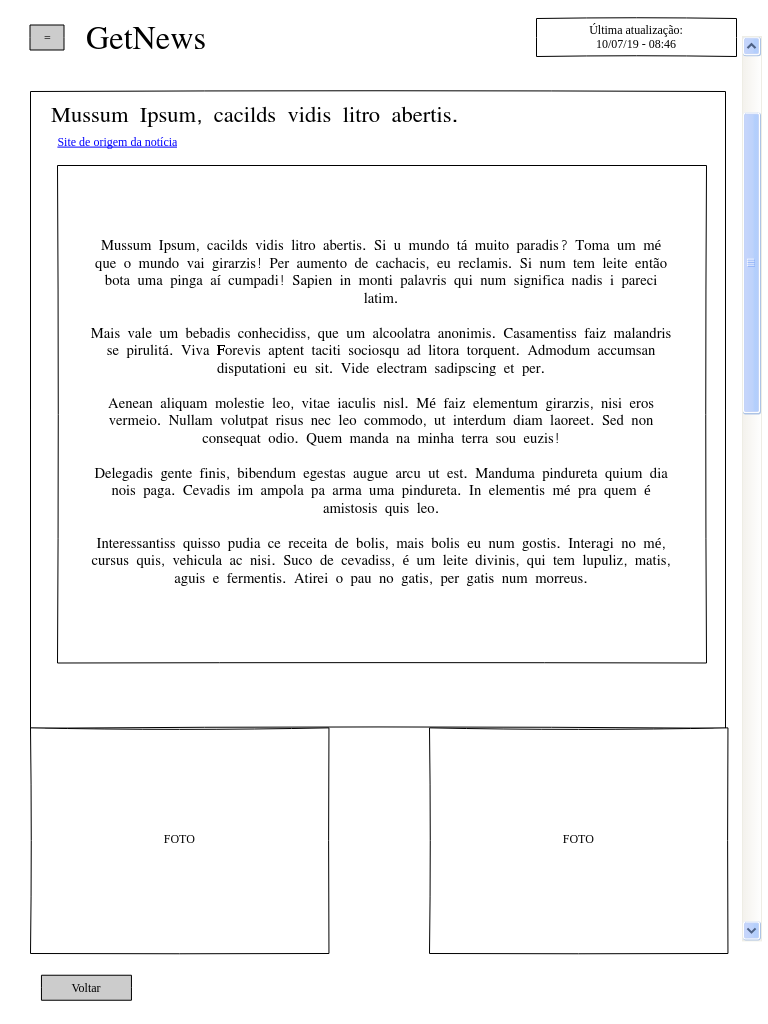 =
GetNews
Última atualização:
10/07/19 - 08:46
Mussum Ipsum, cacilds vidis litro abertis.
Site de origem da notícia
Mussum Ipsum, cacilds vidis litro abertis. Si u mundo tá muito paradis? Toma um mé
que o mundo vai girarzis! Per aumento de cachacis, eu reclamis. Si num tem leite então
bota uma pinga aí cumpadi! Sapien in monti palavris qui num significa nadis i pareci
latim.
Mais vale um bebadis conhecidiss, que um alcoolatra anonimis. Casamentiss faiz malandris
se pirulitá. Viva Forevis aptent taciti sociosqu ad litora torquent. Admodum accumsan
disputationi eu sit. Vide electram sadipscing et per.
Aenean aliquam molestie leo, vitae iaculis nisl. Mé faiz elementum girarzis, nisi eros
vermeio. Nullam volutpat risus nec leo commodo, ut interdum diam laoreet. Sed non
consequat odio. Quem manda na minha terra sou euzis!
Delegadis gente finis, bibendum egestas augue arcu ut est. Manduma pindureta quium dia
nois paga. Cevadis im ampola pa arma uma pindureta. In elementis mé pra quem é
amistosis quis leo.
Interessantiss quisso pudia ce receita de bolis, mais bolis eu num gostis. Interagi no mé,
cursus quis, vehicula ac nisi. Suco de cevadiss, é um leite divinis, qui tem lupuliz, matis,
aguis e fermentis. Atirei o pau no gatis, per gatis num morreus.
FOTO
FOTO
Voltar